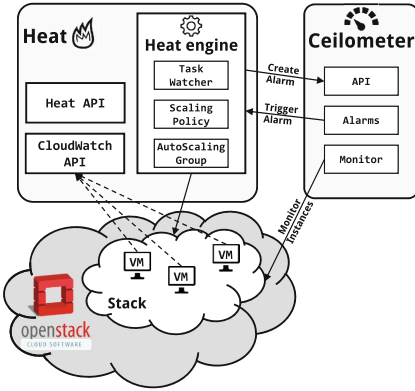 Heat
Heat engine
Task
Watcher
Scaling
Policy
AutoScaling
Group
Heat API
CloudWatch
API
Ceilometer
API
Alarms
Monitor
Create
Alarm
Trigger
Alarm
Monitor
Instances
VM
VM
VM
Stack
openstack
CLOUD SOFTWARE